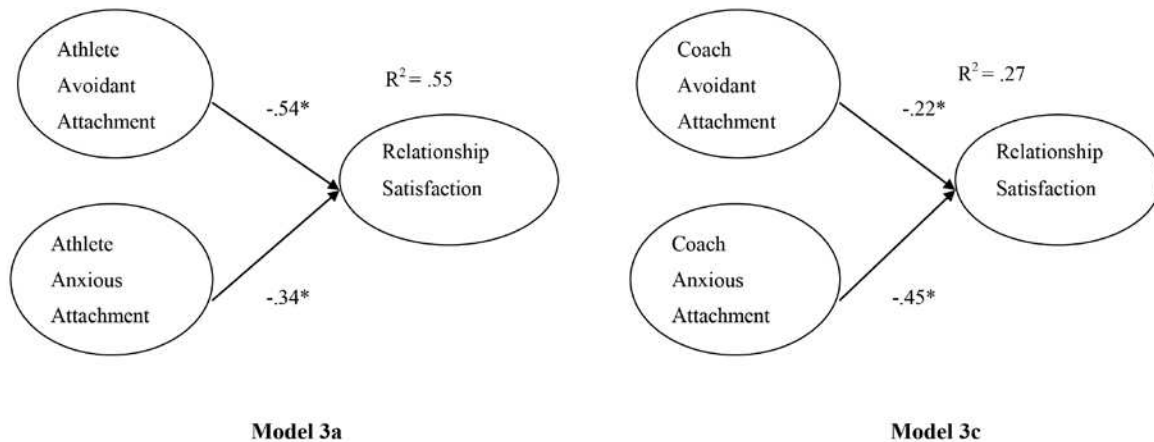 Athlete
Avoidant
Attachment
R² = .55
-.54*
Relationship
Satisfaction
Athlete
Anxious
Attachment
-.34*
Model 3a
Coach
Avoidant
Attachment
R² = .27
-.22*
Relationship
Satisfaction
Coach
Anxious
Attachment
-.45*
Model 3c